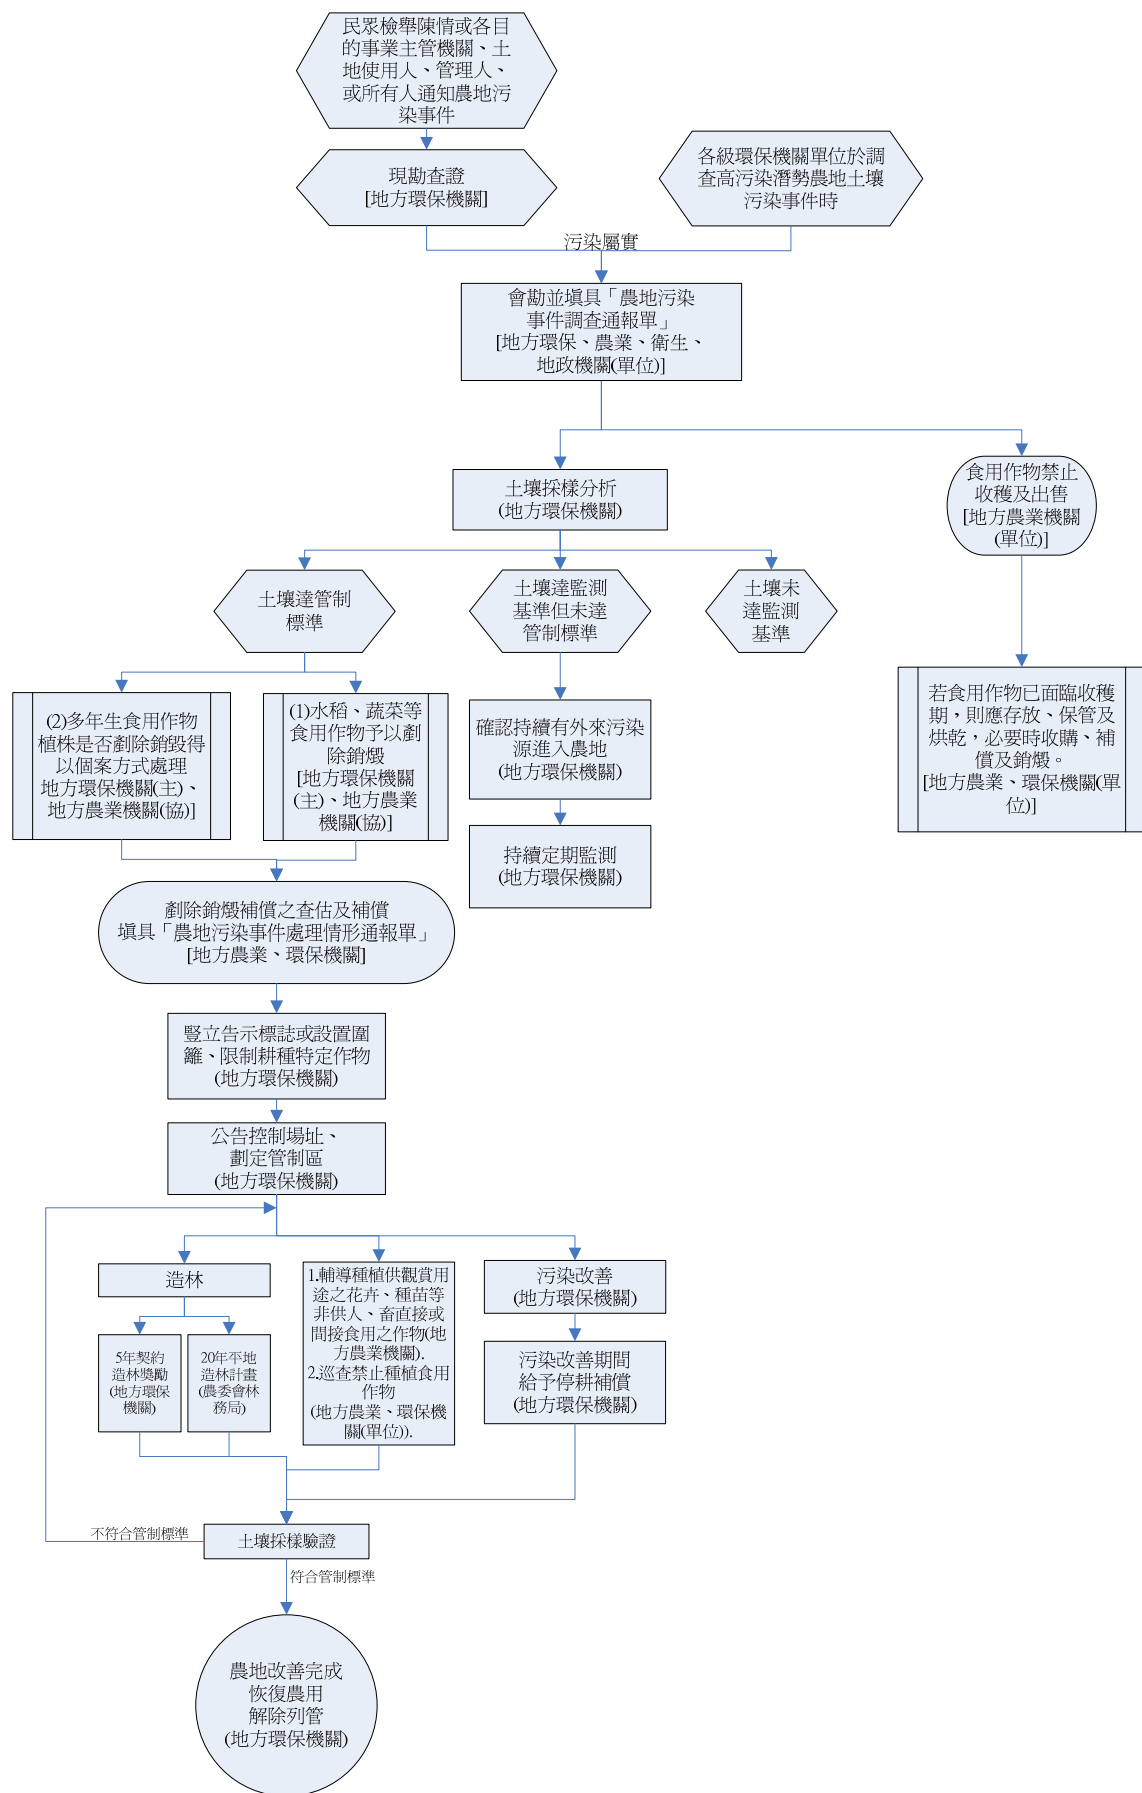 民眾檢舉陳情或各目
的事業主管機關、土
地使用人、管理人、
或所有人通知農地污
染事件
現勘查證
[地方環保機關]
各級環保機關單位於調
查高污染潛勢農地土壤
污染事件時
污染屬實
會勘並填具「農地污染
事件調查通報單」
[地方環保、農業、衛生、
地政機關(單位)]
土壤採樣分析
(地方環保機關)
食用作物禁止
收穫及出售
[地方農業機關
(單位)]
土壤達管制
標準
土壤達監測
基準但未達
管制標準
土壤未
達監測
基準
(2)多年生食用作物
植株是否剷除銷毀得
以個案方式處理
地方環保機關(主)、
地方農業機關(協)]
(1)水稻、蔬菜等
食用作物予以剷
除銷燬
[地方環保機關
(主)、地方農業
機關(協)]
確認持續有外來污染
源進入農地
(地方環保機關)
若食用作物已面臨收穫
期，則應存放、保管及
烘乾，必要時收購、補
償及銷燬。
[地方農業、環保機關(單
位)]
持續定期監測
(地方環保機關)
剷除銷燬補償之查估及補償
填具「農地污染事件處理情形通報單」
[地方農業、環保機關]
豎立告示標誌或設置圍
籬、限制耕種特定作物
(地方環保機關)
公告控制場址、
劃定管制區
(地方環保機關)
造林
5年契約
造林獎勵
(地方環保
機關)
20年平地
造林計畫
(農委會林
務局)
1.輔導種植供觀賞用
途之花卉、種苗等
非供人、畜直接或
間接食用之作物(地
方農業機關).
2.巡查禁止種植食用
作物
(地方農業、環保機
關(單位)).
污染改善
(地方環保機關)
污染改善期間
給予停耕補償
(地方環保機關)
不符合管制標準
土壤採樣驗證
符合管制標準
農地改善完成
恢復農用
解除列管
(地方環保機關)